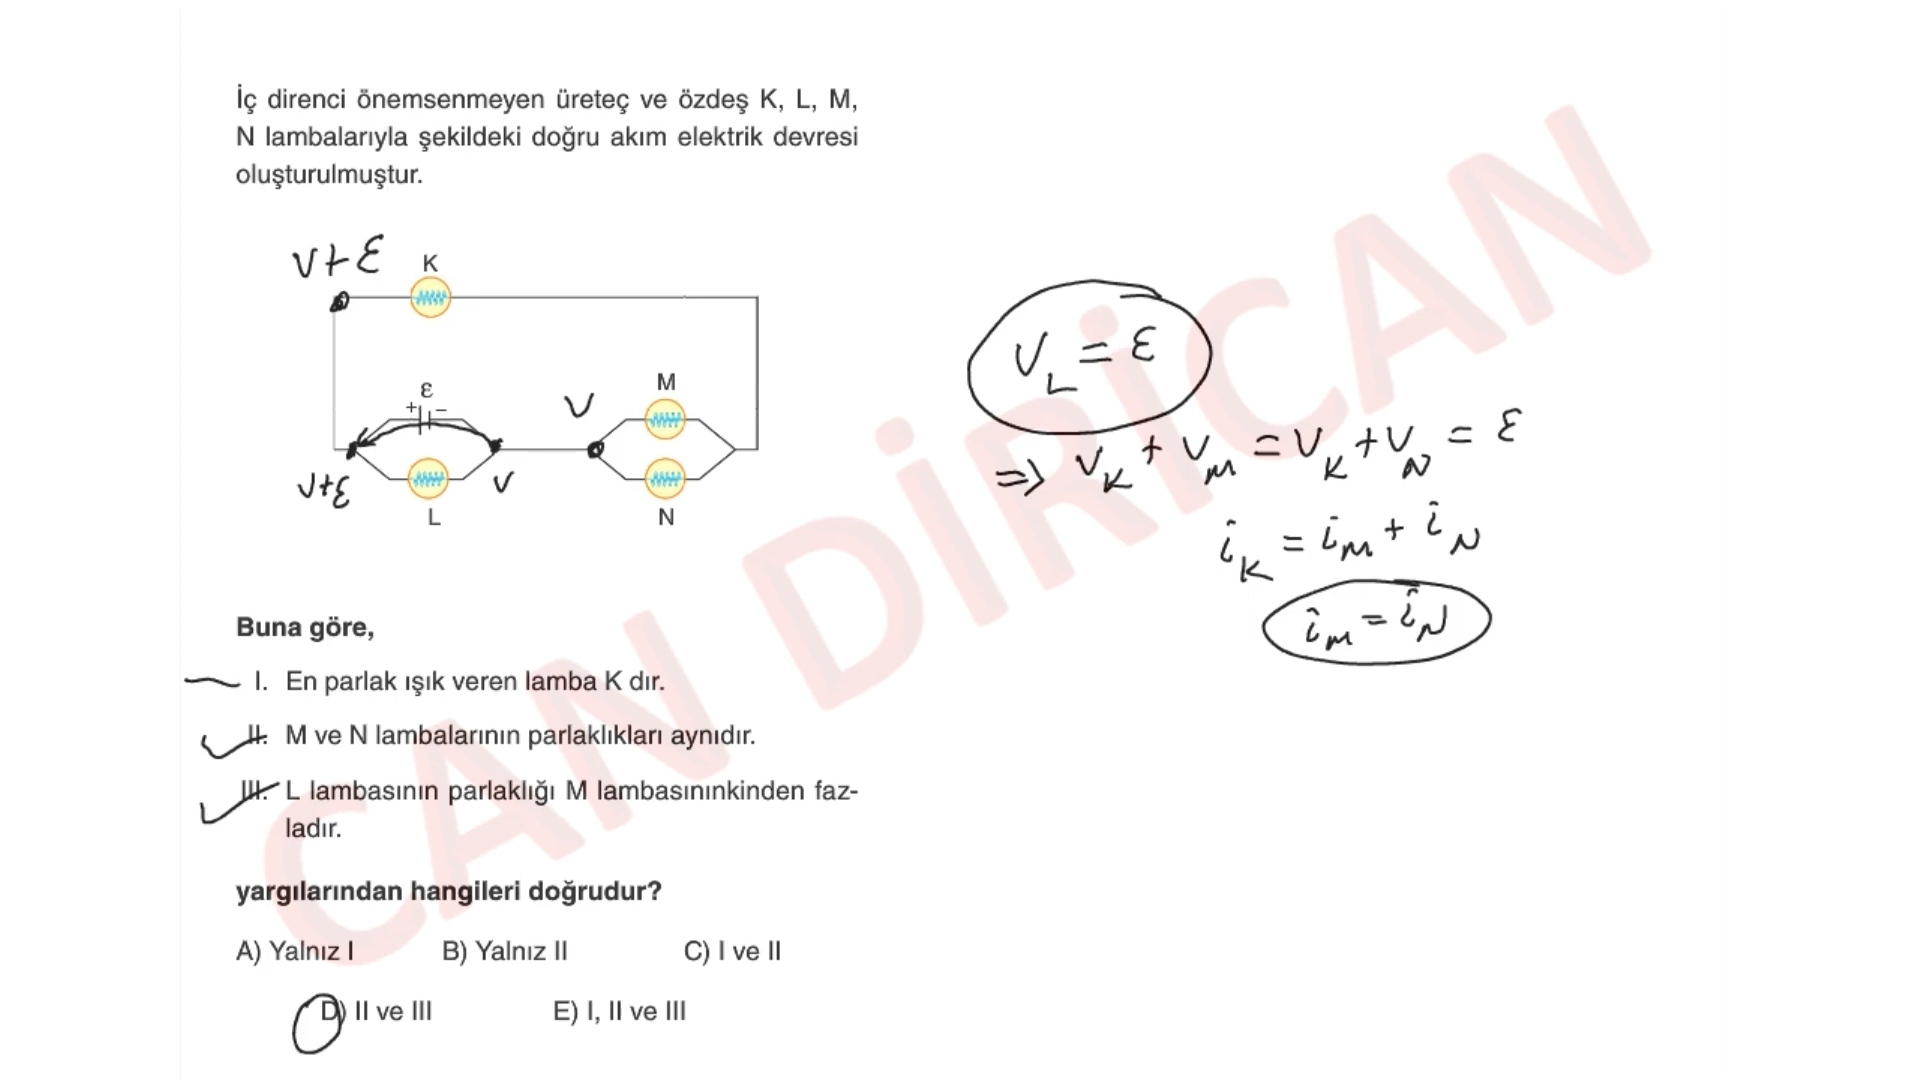 İç direnci önemsenmeyen üreteç ve özdeş K, L, M,
N lambalarıyla şekildeki doğru akım elektrik devresi
oluşturulmuştur.
V+ε
K
ε
+ −
V
M
V+ε
V
L
N
V_L = ε
⇒ V_K + V_M = V_K + V_N = ε
i_K = i_M + i_N
i_M = i_N
Buna göre,
I. En parlak ışık veren lamba K dır.
II. M ve N lambalarının parlaklıkları aynıdır.
III. L lambasının parlaklığı M lambasınınkinden faz-
ladır.
yargılarından hangileri doğrudur?
A) Yalnız I B) Yalnız II C) I ve II
D) II ve III E) I, II ve III
CAN DİRİCAN